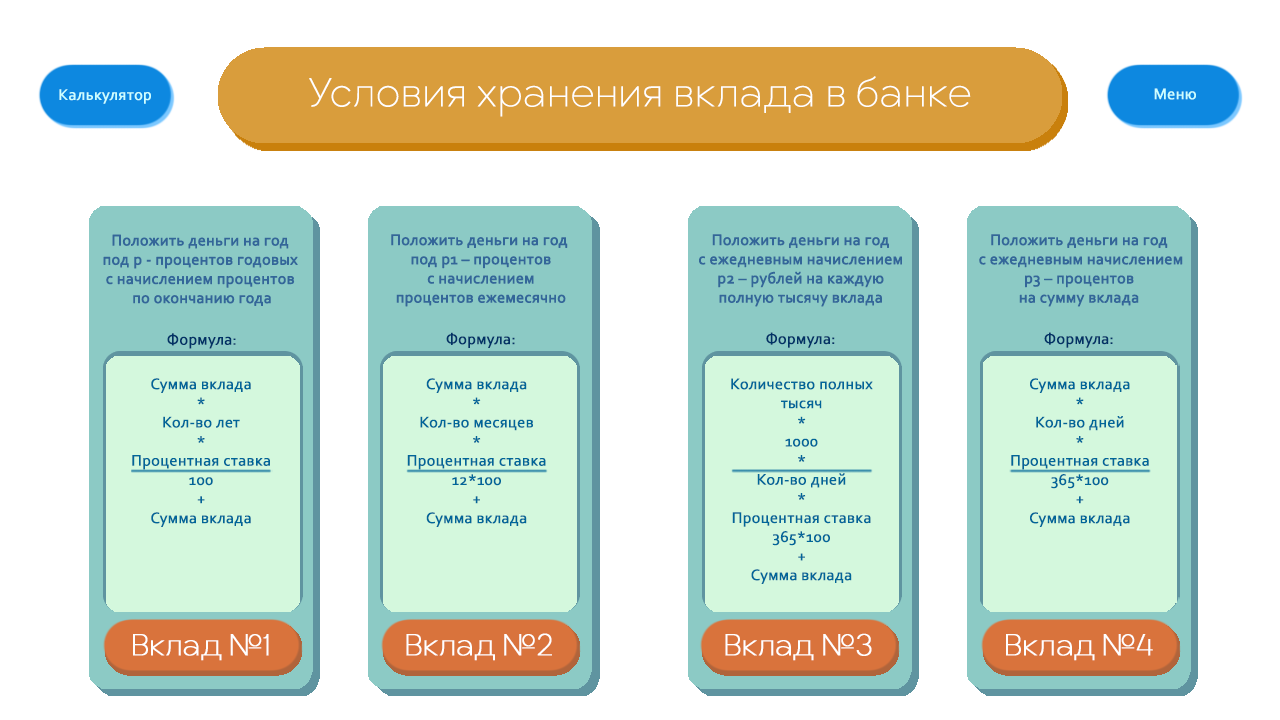 Калькулятор
Условия хранения вклада в банке
Меню
Положить деньги на год
под p - процентов годовых
с начислением процентов
по окончанию года
Формула:
Сумма вклада
*
Кол-во лет
*
Процентная ставка
100
+
Сумма вклада
Вклад №1
Положить деньги на год
под p1 – процентов
с начислением
процентов ежемесячно
Формула:
Сумма вклада
*
Кол-во месяцев
*
Процентная ставка
12*100
+
Сумма вклада
Вклад №2
Положить деньги на год
с ежедневным начислением
p2 – рублей на каждую
полную тысячу вклада
Формула:
Количество полных
тысяч
*
1000
*
Кол-во дней
*
Процентная ставка
365*100
+
Сумма вклада
Вклад №3
Положить деньги на год
с ежедневным начислением
p3 – процентов
на сумму вклада
Формула:
Сумма вклада
*
Кол-во дней
*
Процентная ставка
365*100
+
Сумма вклада
Вклад №4